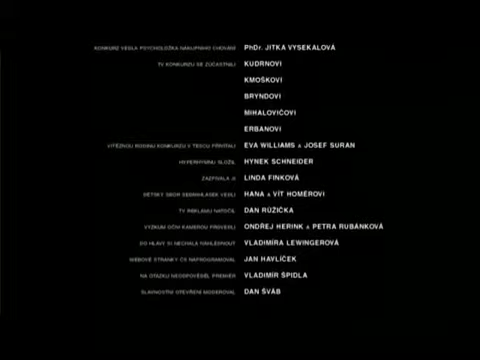 KONKURZ VEDLA PSYCHOLOŽKA NÁKUPNÍHO CHOVÁNÍ PhDr. JITKA VYSEKALOVÁ
TV KONKURZU SE ZÚČASTNILI KUDRNOVI
KMOŠKOVI
BRYNDOVI
MIHALOVIČOVI
ERBANOVI
VÍTĚZNOU RODINU KONKURZU V TESCU PŘIVÍTALI EVA WILLIAMS A JOSEF SURAN
HYPERHYMNU SLOŽIL HYNEK SCHNEIDER
ZAZPÍVALA JI LINDA FINKOVÁ
DĚTSKÝ SBOR SEDMIHLÁSEK VEDLI HANA A VÍT HOMÉROVI
TV REKLAMU NATOČIL DAN RŮŽIČKA
VÝZKUM OČNÍ KAMEROU PROVEDLI ONDŘEJ HERINK A PETRA RUBÁNKOVÁ
DO HLAVY SI NECHALA NAHLÉDNOUT VLADIMÍRA LEWINGEROVÁ
WEBOVÉ STRÁNKY ČS NAPROGRAMOVAL JAN HAVLÍČEK
NA OTÁZKU NEODPOVĚDĚL PREMIÉR VLADIMÍR ŠPIDLA
SLAVNOSTNÍ OTEVŘENÍ MODEROVAL DAN ŠVÁB